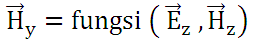 H⃗y = fungsi ( E⃗z , H⃗z )